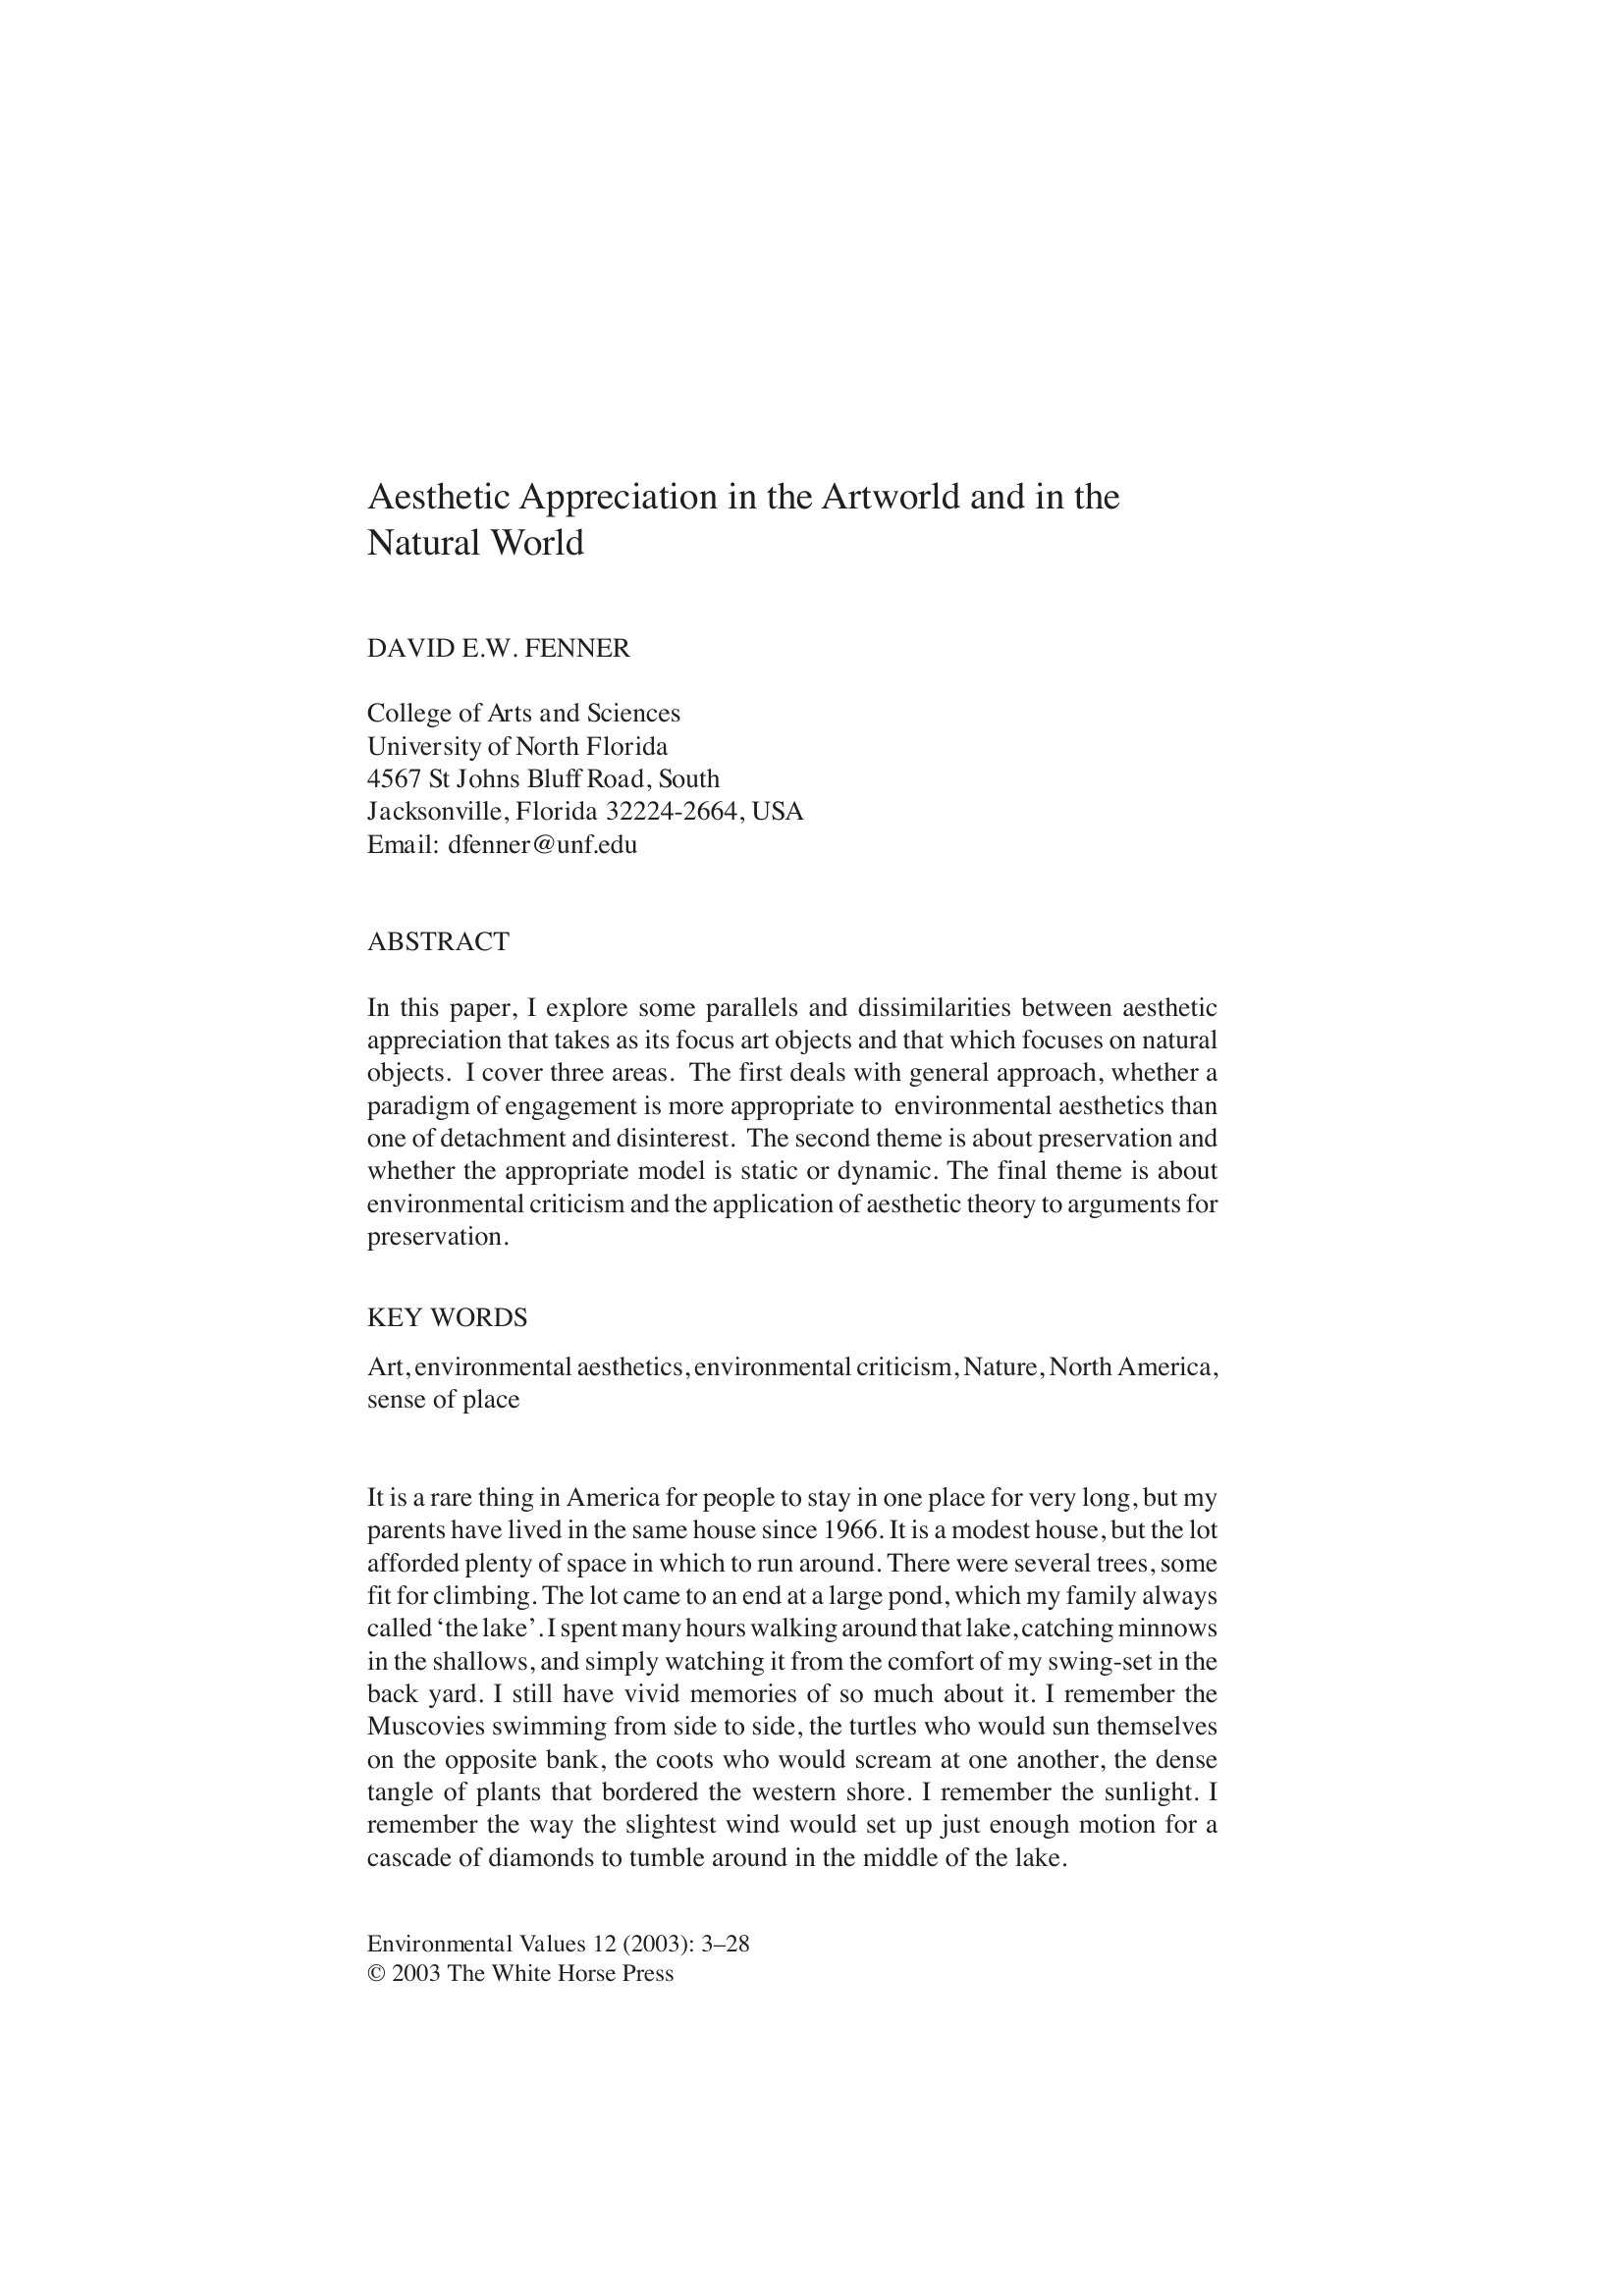 Aesthetic Appreciation in the Artworld and in the
Natural World
DAVID E.W. FENNER
College of Arts and Sciences
University of North Florida
4567 St Johns Bluff Road, South
Jacksonville, Florida 32224-2664, USA
Email: dfenner@unf.edu
ABSTRACT
In this paper, I explore some parallels and dissimilarities between aesthetic
appreciation that takes as its focus art objects and that which focuses on natural
objects. I cover three areas. The first deals with general approach, whether a
paradigm of engagement is more appropriate to environmental aesthetics than
one of detachment and disinterest. The second theme is about preservation and
whether the appropriate model is static or dynamic. The final theme is about
environmental criticism and the application of aesthetic theory to arguments for
preservation.
KEY WORDS
Art, environmental aesthetics, environmental criticism, Nature, North America,
sense of place
It is a rare thing in America for people to stay in one place for very long, but my
parents have lived in the same house since 1966. It is a modest house, but the lot
afforded plenty of space in which to run around. There were several trees, some
fit for climbing. The lot came to an end at a large pond, which my family always
called ‘the lake’. I spent many hours walking around that lake, catching minnows
in the shallows, and simply watching it from the comfort of my swing-set in the
back yard. I still have vivid memories of so much about it. I remember the
Muscovies swimming from side to side, the turtles who would sun themselves
on the opposite bank, the coots who would scream at one another, the dense
tangle of plants that bordered the western shore. I remember the sunlight. I
remember the way the slightest wind would set up just enough motion for a
cascade of diamonds to tumble around in the middle of the lake.
Environmental Values 12 (2003): 3–28
© 2003 The White Horse Press